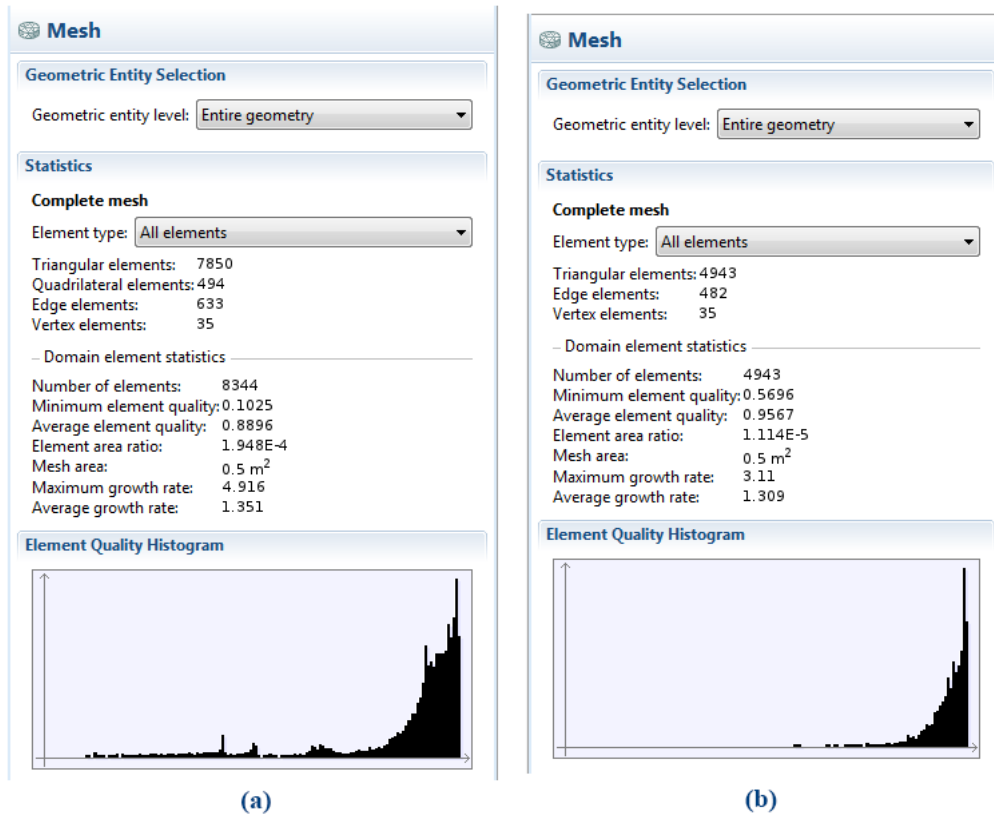 Mesh
Geometric Entity Selection
Geometric entity level: Entire geometry
Statistics
Complete mesh
Element type: All elements
Triangular elements: 7850
Quadrilateral elements: 494
Edge elements: 633
Vertex elements: 35
Domain element statistics
Number of elements: 8344
Minimum element quality: 0.1025
Average element quality: 0.8896
Element area ratio: 1.948E-4
Mesh area: 0.5 m²
Maximum growth rate: 4.916
Average growth rate: 1.351
Element Quality Histogram
(a)
Mesh
Geometric Entity Selection
Geometric entity level: Entire geometry
Statistics
Complete mesh
Element type: All elements
Triangular elements: 4943
Edge elements: 482
Vertex elements: 35
Domain element statistics
Number of elements: 4943
Minimum element quality: 0.5696
Average element quality: 0.9567
Element area ratio: 1.114E-5
Mesh area: 0.5 m²
Maximum growth rate: 3.11
Average growth rate: 1.309
Element Quality Histogram
(b)